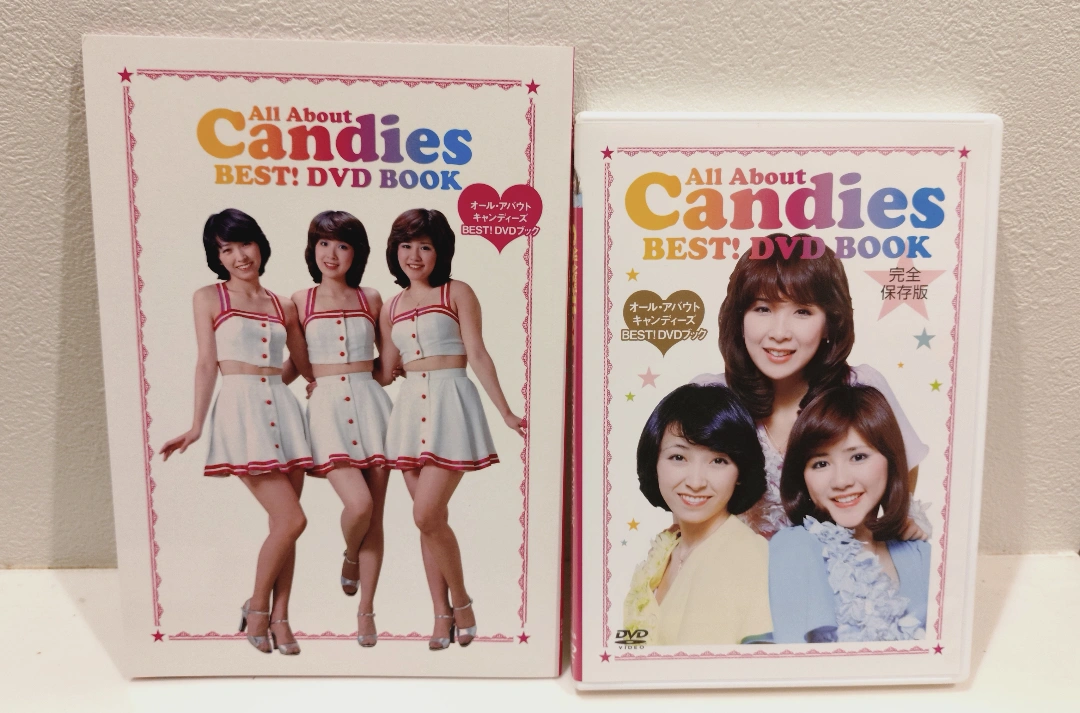 All About
Candies
BEST! DVD BOOK
オール・アバウト
キャンディーズ
BEST! DVDブック
All About
Candies
BEST! DVD BOOK
完全
保存版
オール・アバウト
キャンディーズ
BEST! DVDブック
DVD
VIDEO